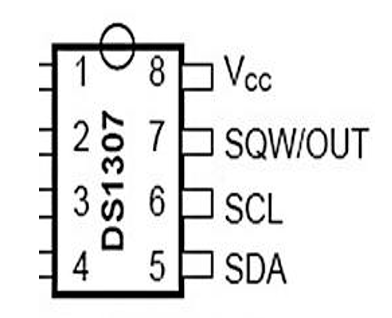 1 8 Vcc
2 7 SQW/OUT
3 6 SCL
4 5 SDA
DS1307